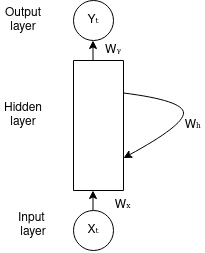 Output
layer
Yₜ
Wᵧ
Hidden
layer
Wₕ
Wₓ
Input
layer
Xₜ